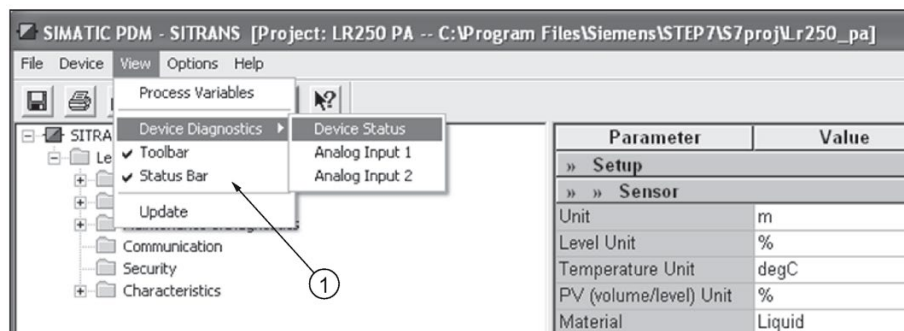 SIMATIC PDM - SITRANS [Project: LR250 PA -- C:\Program Files\Siemens\STEP7\S7proj\Lr250_pa]
File Device View Options Help
Process Variables
Device Diagnostics
Toolbar
Status Bar
Update
Device Status
Analog Input 1
Analog Input 2
SITRA
Le
Communication
Security
Characteristics
1
Parameter Value
» Setup
» » Sensor
Unit m
Level Unit %
Temperature Unit degC
PV (volume/level) Unit %
Material Liquid